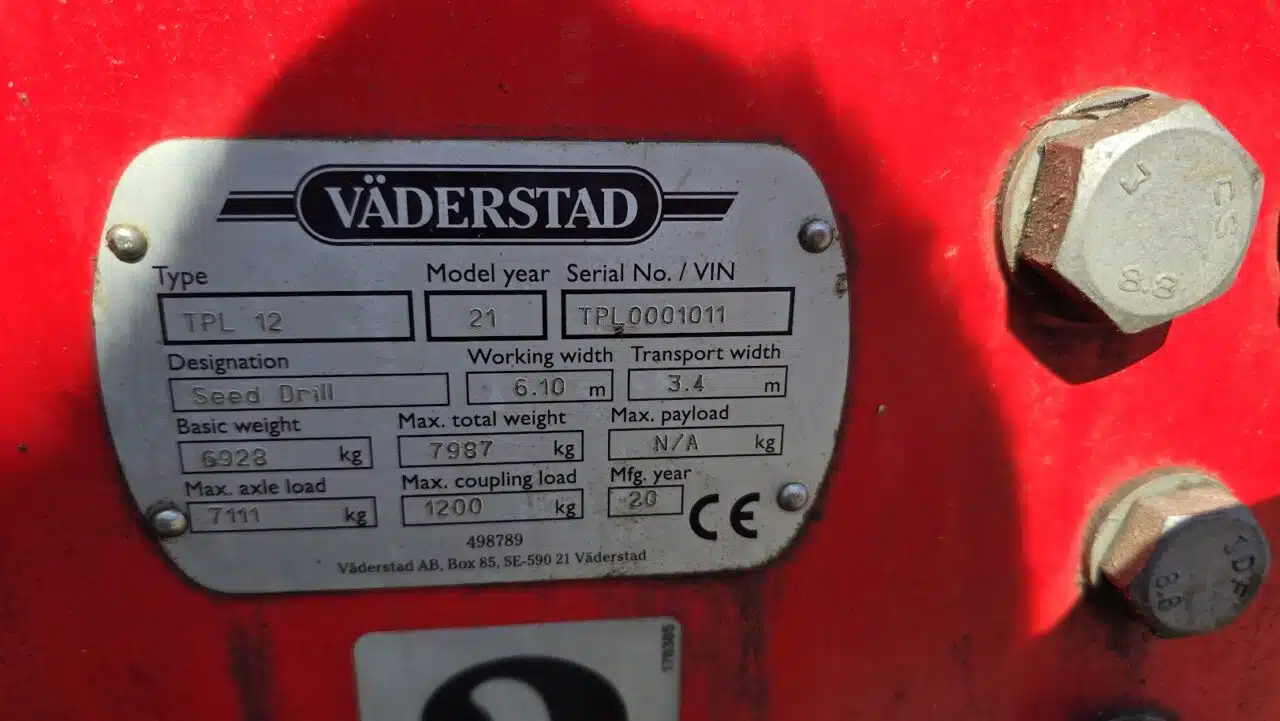 VÄDERSTAD
Type Model year Serial No. / VIN
TPL 12 21 TPL0001011
Designation Working width Transport width
Seed Drill 6.10 m 3.4 m
Basic weight Max. total weight Max. payload
6928 kg 7987 kg N/A kg
Max. axle load Max. coupling load Mfg. year
7111 kg 1200 kg 20 CE
498789
Väderstad AB, Box 85, SE-590 21 Väderstad
8.8
8.8